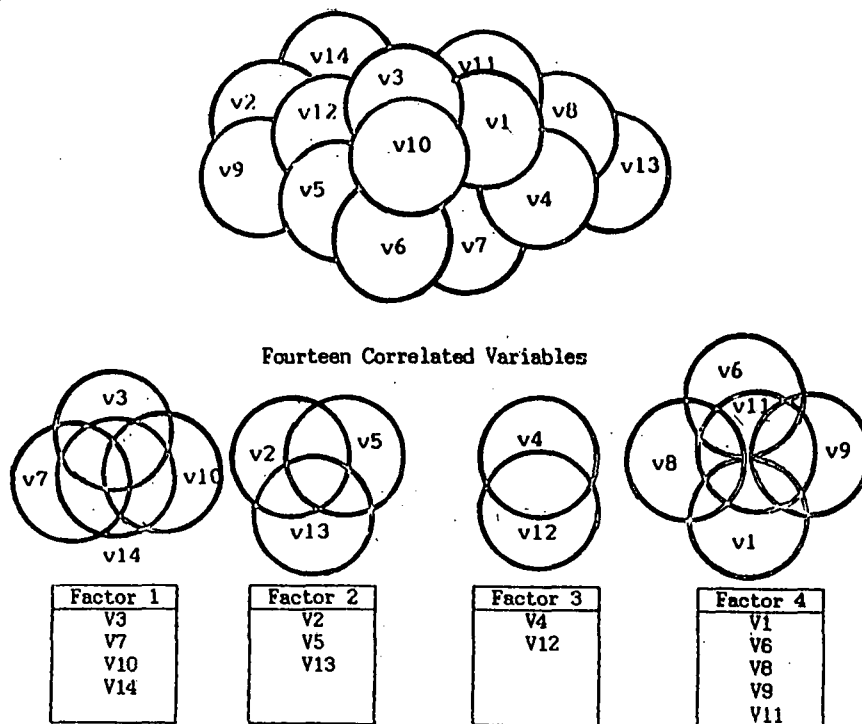 v14
v3
v11
v2
v12
v1
v8
v10
v9
v13
v5
v4
v6
v7
Fourteen Correlated Variables
v3
v7
v10
v14
v2
v5
v13
v4
v12
v6
v11
v8
v9
v1
Factor 1
V3
V7
V10
V14
Factor 2
V2
V5
V13
Factor 3
V4
V12
Factor 4
V1
V6
V8
V9
V11